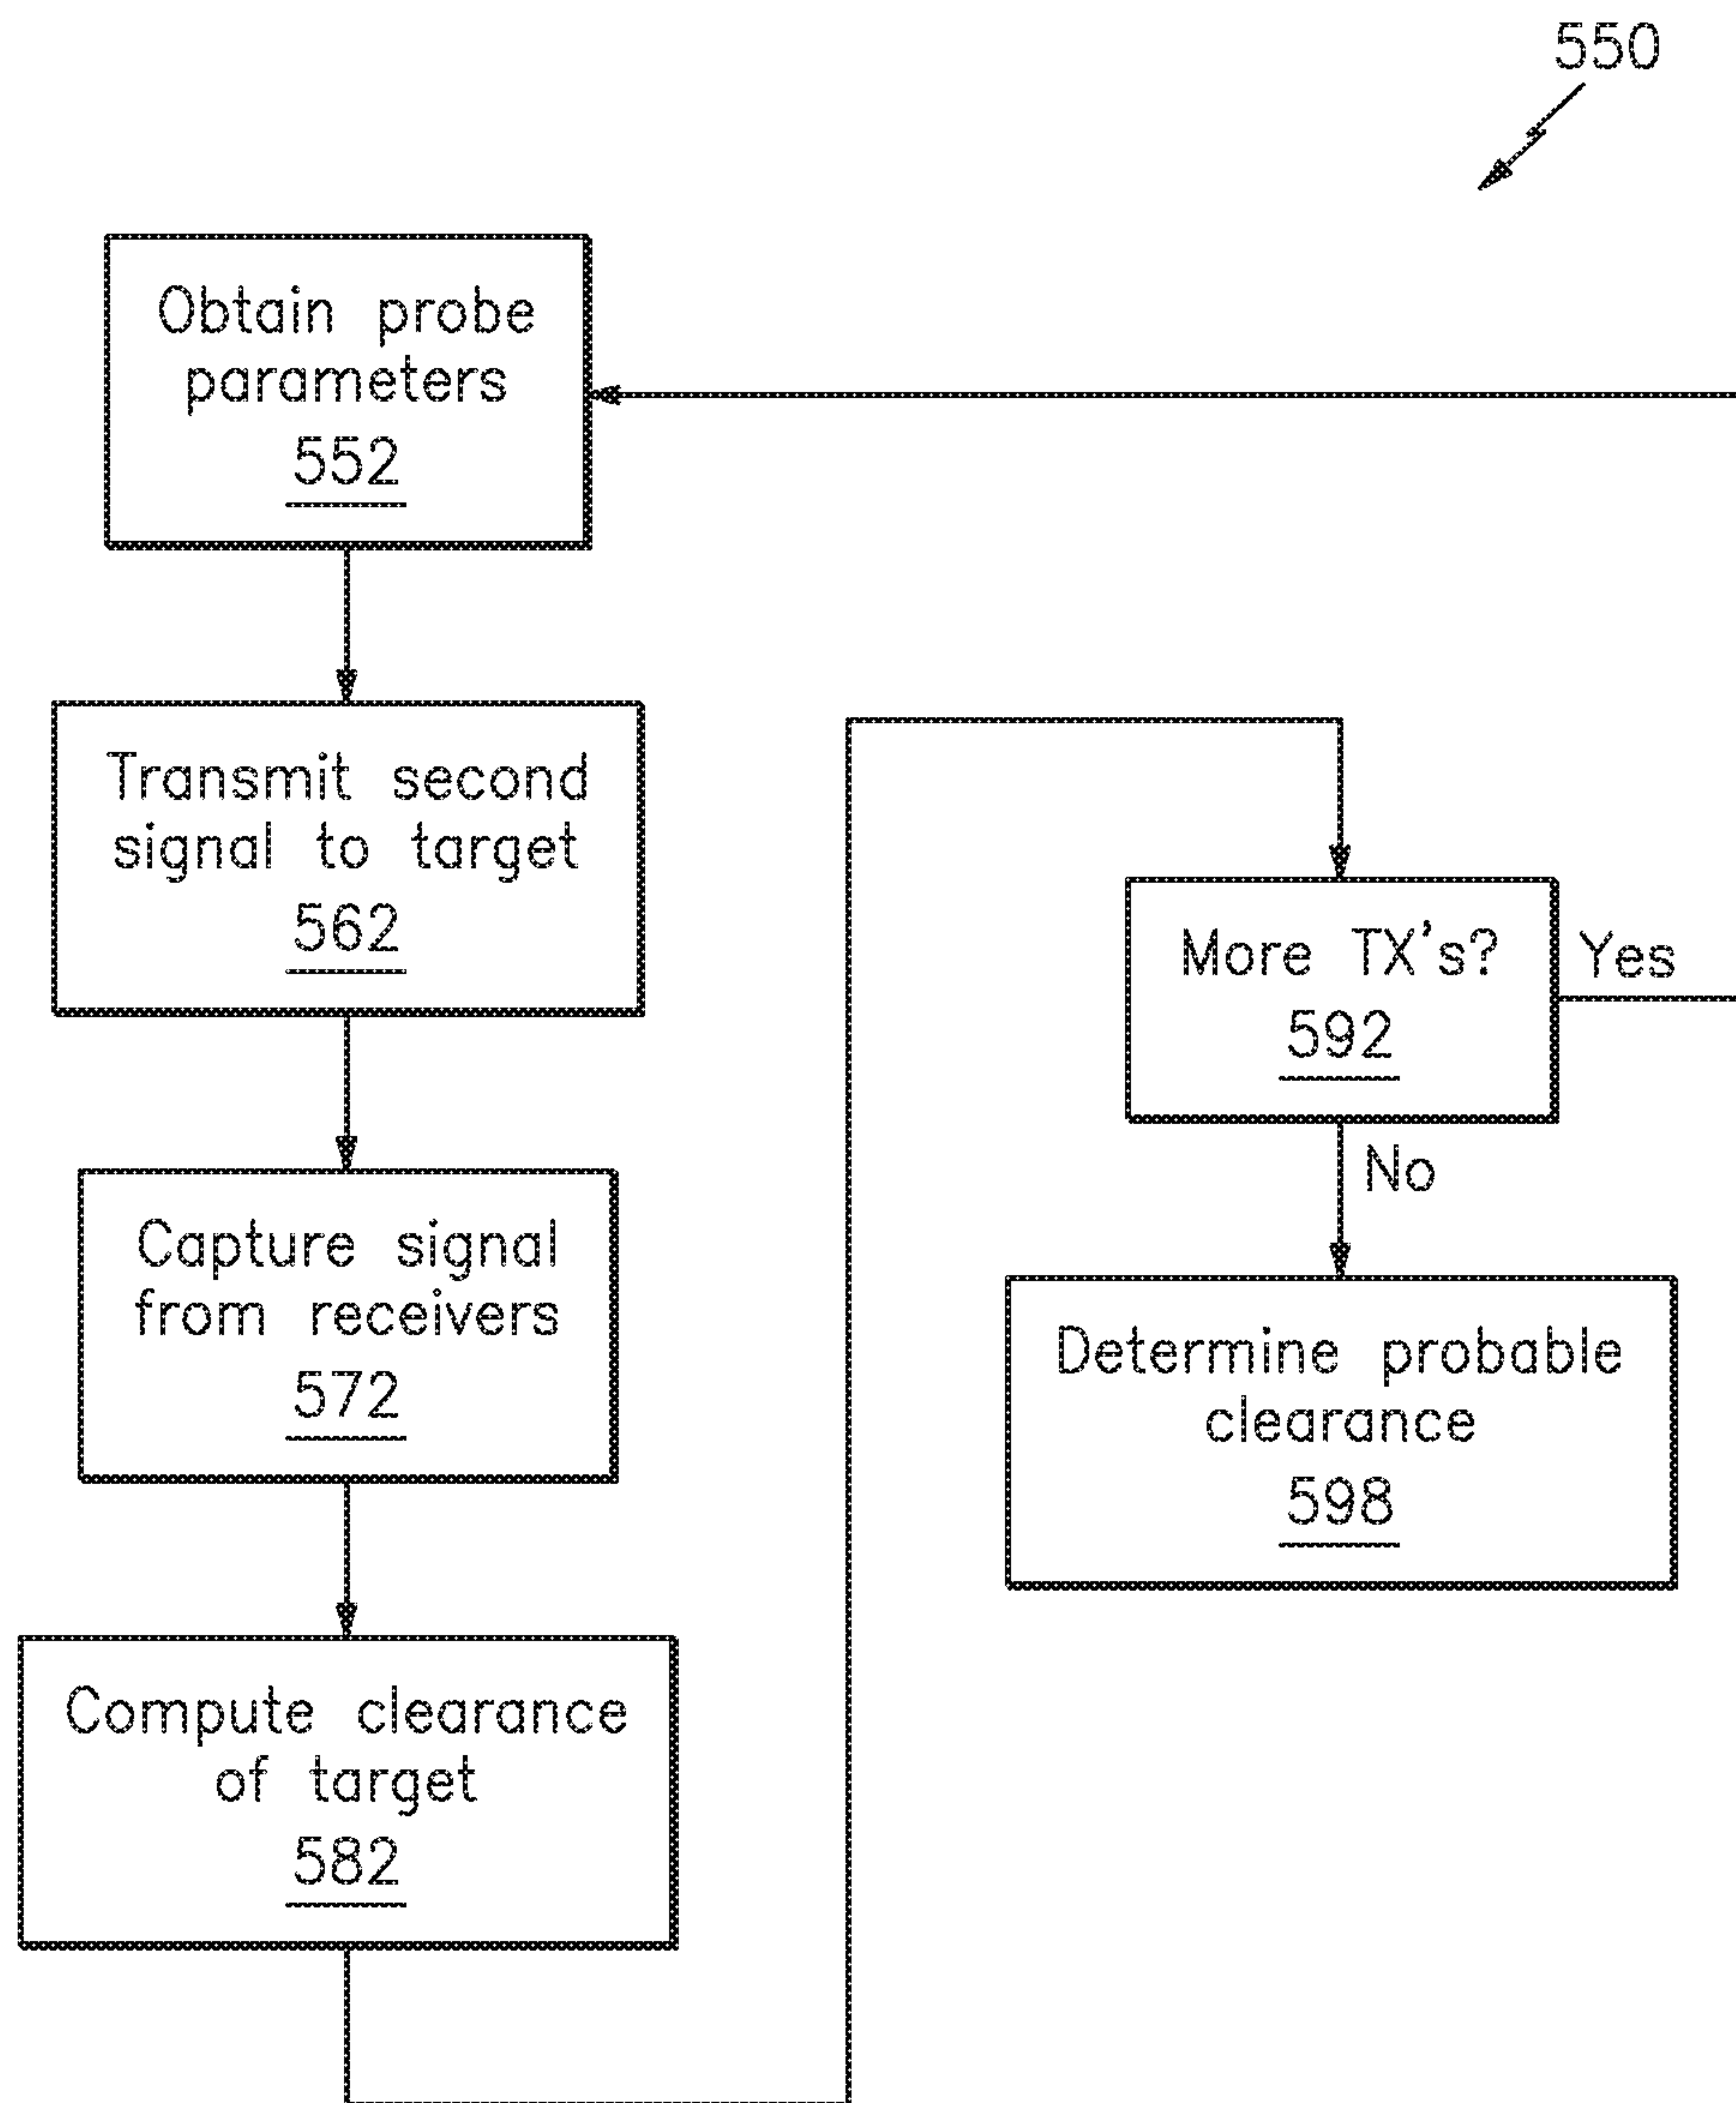 550
Obtain probe
parameters
552
Transmit second
signal to target
562
Capture signal
from receivers
572
Compute clearance
of target
582
More TX's?
592
Yes
No
Determine probable
clearance
598